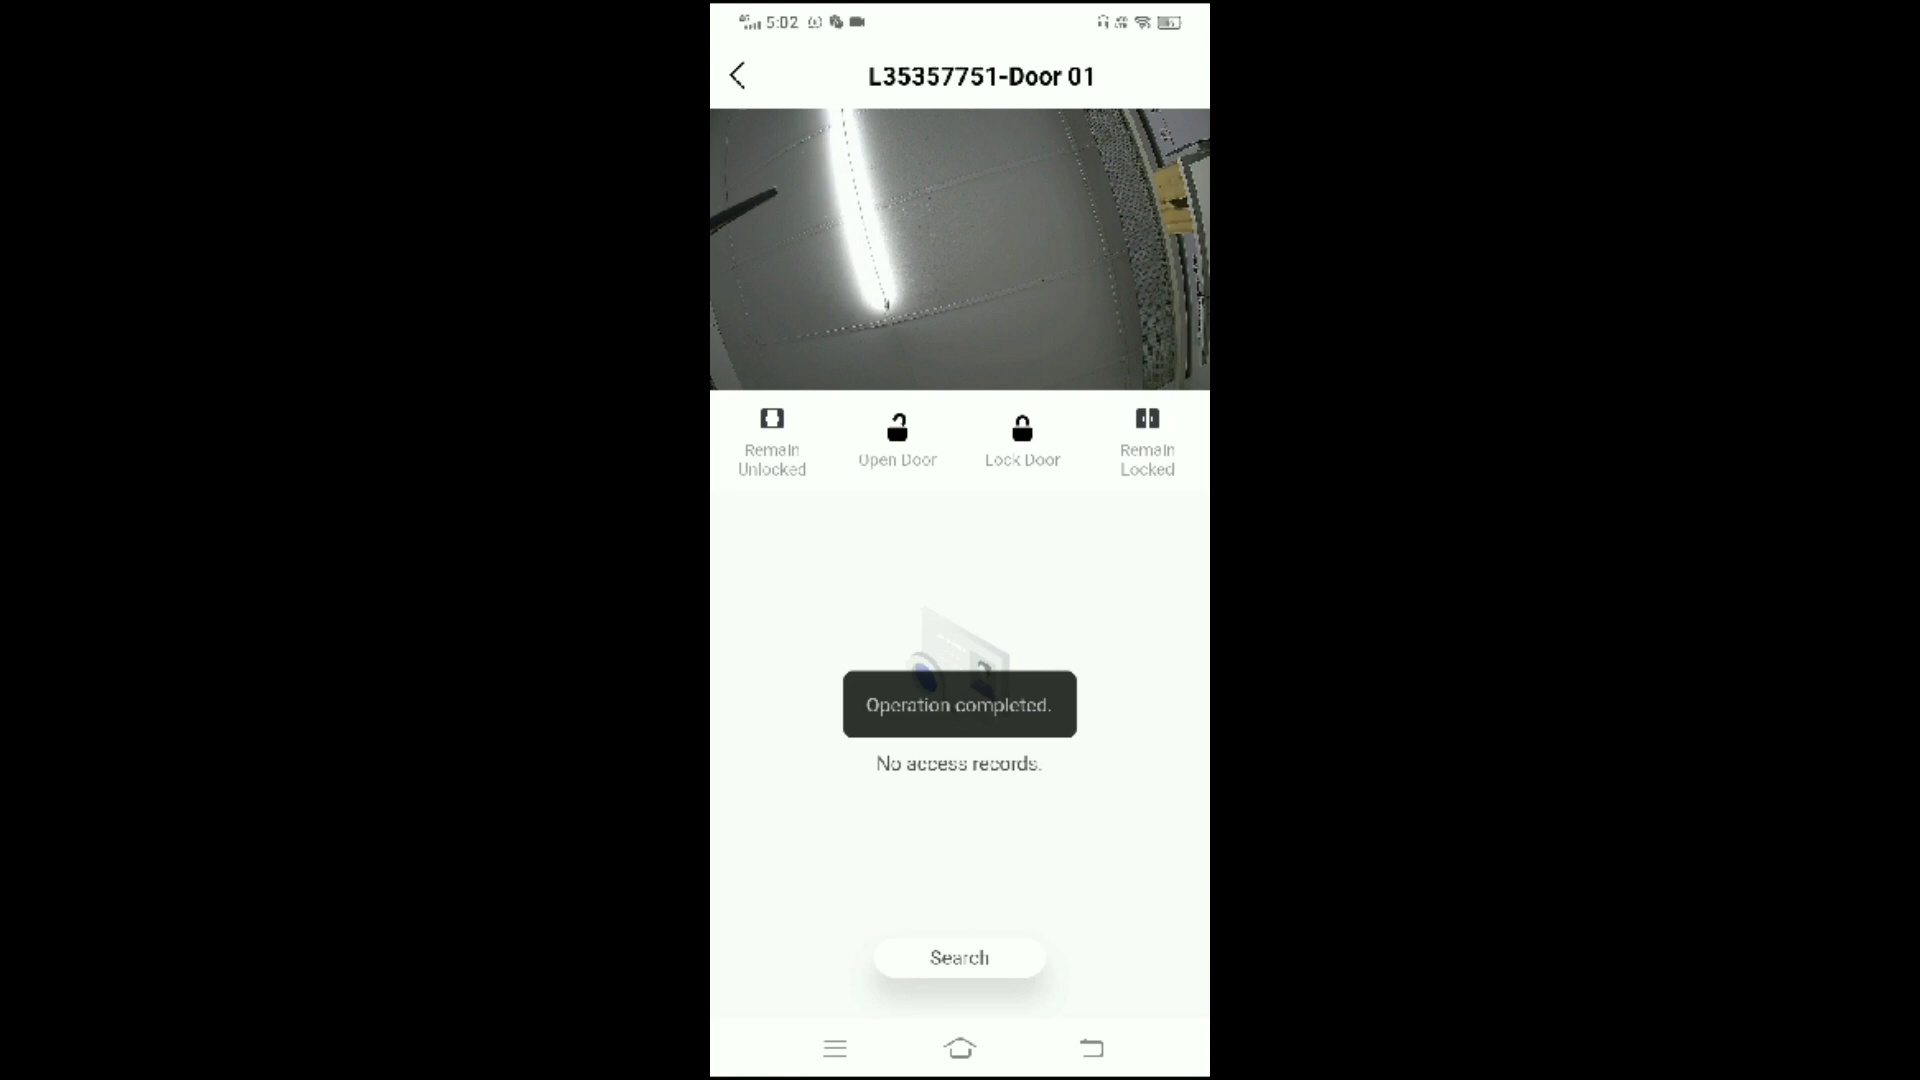 5:02
L35357751-Door 01
Remain
Unlocked
Open Door
Lock Door
Remain
Locked
Operation completed.
No access records.
Search